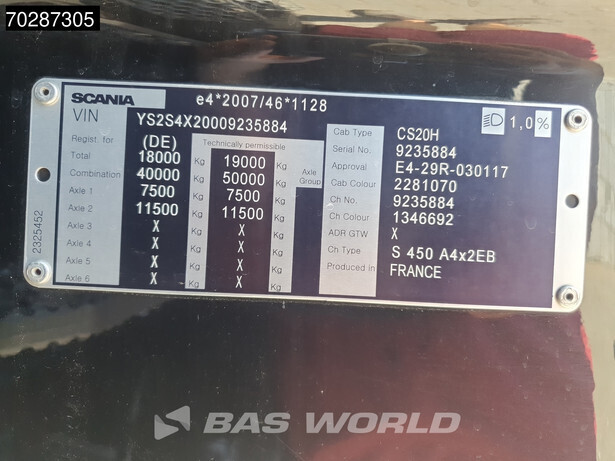 70287305
SCANIA e4*2007/46*1128
VIN YS2S4X20009235884
Regist. for (DE) Technically permissible
Total 18000 Kg 19000 Kg Axle Group
Combination 40000 Kg 50000 Kg
Axle 1 7500 Kg 7500 Kg
Axle 2 11500 Kg 11500 Kg
Axle 3 X Kg X Kg
Axle 4 X Kg X Kg
Axle 5 X Kg X Kg
Axle 6 X Kg X Kg
1,0%
Cab Type CS20H
Serial No. 9235884
Approval E4-29R-030117
Cab Colour 2281070
Ch No. 9235884
Ch Colour 1346692
ADR GTW X
Ch Type S 450 A4x2EB
Produced in FRANCE
2325452
BAS WORLD